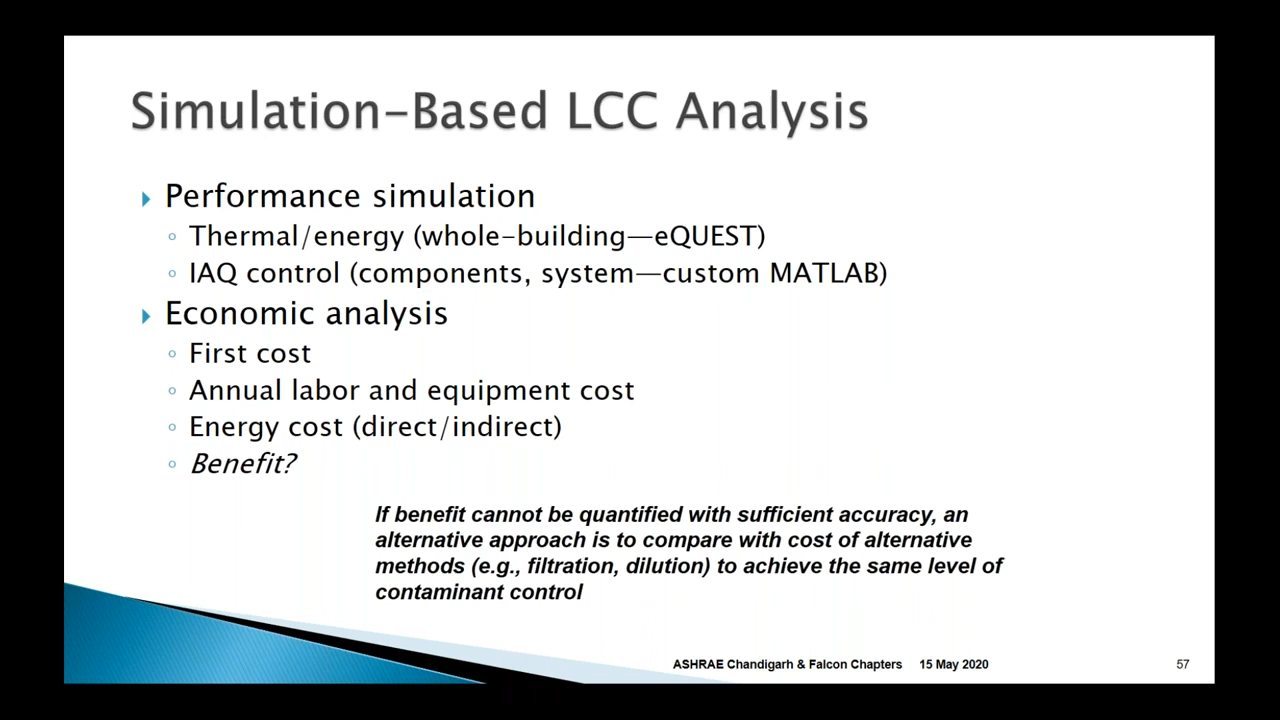 Simulation-Based LCC Analysis
Performance simulation
Thermal/energy (whole-building—eQUEST)
IAQ control (components, system—custom MATLAB)
Economic analysis
First cost
Annual labor and equipment cost
Energy cost (direct/indirect)
Benefit?
If benefit cannot be quantified with sufficient accuracy, an
alternative approach is to compare with cost of alternative
methods (e.g., filtration, dilution) to achieve the same level of
contaminant control
ASHRAE Chandigarh & Falcon Chapters 15 May 2020 57